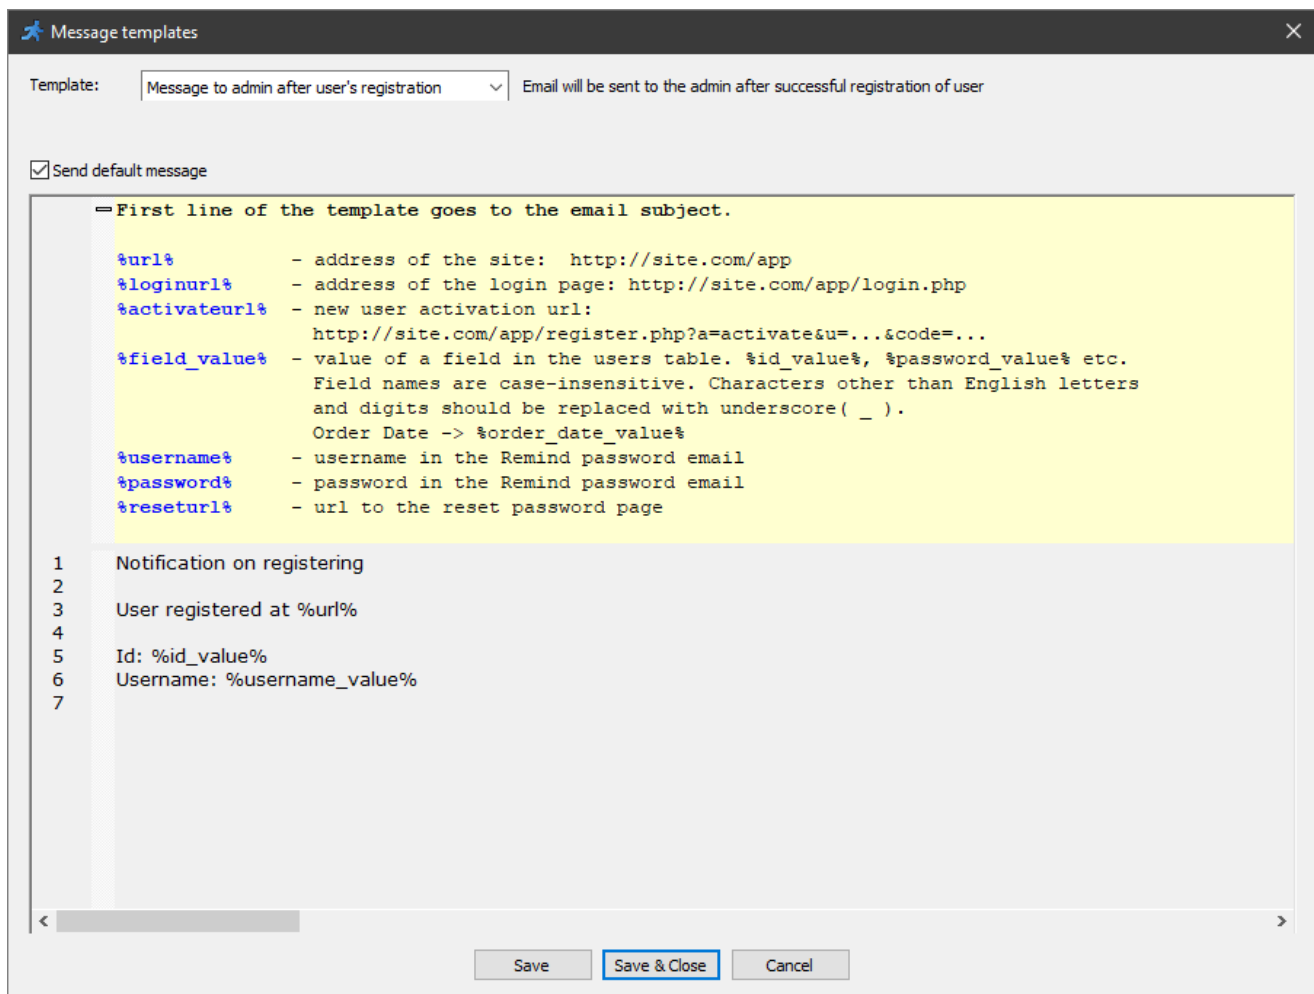 Message templates
Template: Message to admin after user's registration Email will be sent to the admin after successful registration of user
Send default message
First line of the template goes to the email subject.
%url% - address of the site: http://site.com/app
%loginurl% - address of the login page: http://site.com/app/login.php
%activateurl% - new user activation url:
http://site.com/app/register.php?a=activate&u=...&code=...
%field_value% - value of a field in the users table. %id_value%, %password_value% etc.
Field names are case-insensitive. Characters other than English letters
and digits should be replaced with underscore( _ ).
Order Date -> %order_date_value%
%username% - username in the Remind password email
%password% - password in the Remind password email
%reseturl% - url to the reset password page
1 Notification on registering
2
3 User registered at %url%
4
5 Id: %id_value%
6 Username: %username_value%
7
Save Save & Close Cancel